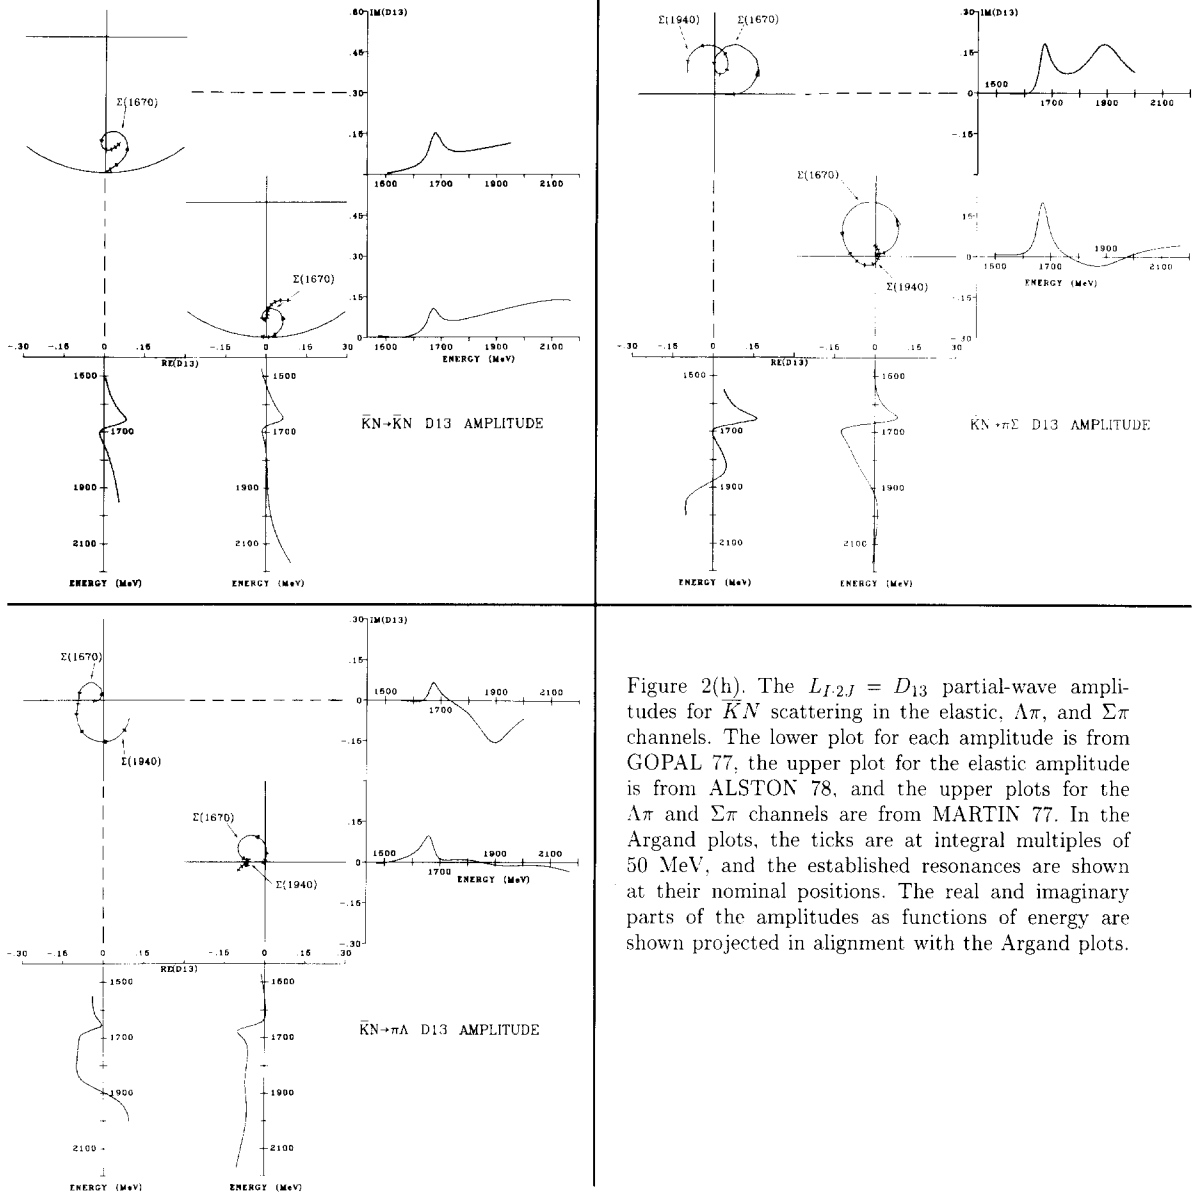 .60 IM(D13)
.45
.30
.15
0
1500 1700 1900 2100
Σ(1670)
.45
.30
.15
0
1500 1700 1900 2100
ENERGY (MeV)
Σ(1670)
-.30 -.15 0 -.15 0 .15 30
RE(D13)
1500
1700
1900
2100
ENERGY (MeV)
1500
1700
1900
2100
ENERGY (MeV)
K̄N→K̄N D13 AMPLITUDE
.30 IM(D13)
.15
0
-.15
1500 1700 1900 2100
Σ(1940) Σ(1670)
Σ(1670)
Σ(1940)
.15
0
-.15
-.30
1500 1700 1900 2100
ENERGY (MeV)
-.30 -.15 0 .15 -.15 0 .15 30
RE(D13)
1500
1700
1900
2100
ENERGY (MeV)
1500
1700
1900
2100
ENERGY (MeV)
K̄N→πΣ D13 AMPLITUDE
.30 IM(D13)
.15
0
-.15
1500 1700 1900 2100
Σ(1670)
Σ(1940)
Σ(1670)
Σ(1940)
.15
0
-.15
-.30
1500 1700 1900 2100
ENERGY (MeV)
-.30 -.15 0 .15 -.15 0 .15 .30
RE(D13)
1500
1700
1900
2100
ENERGY (MeV)
1500
1700
1900
2100
ENERGY (MeV)
K̄N→πΛ D13 AMPLITUDE
Figure 2(h). The L_{I·2J} = D₁₃ partial-wave ampli-
tudes for K̄N scattering in the elastic, Λπ, and Σπ
channels. The lower plot for each amplitude is from
GOPAL 77, the upper plot for the elastic amplitude
is from ALSTON 78, and the upper plots for the
Λπ and Σπ channels are from MARTIN 77. In the
Argand plots, the ticks are at integral multiples of
50 MeV, and the established resonances are shown
at their nominal positions. The real and imaginary
parts of the amplitudes as functions of energy are
shown projected in alignment with the Argand plots.